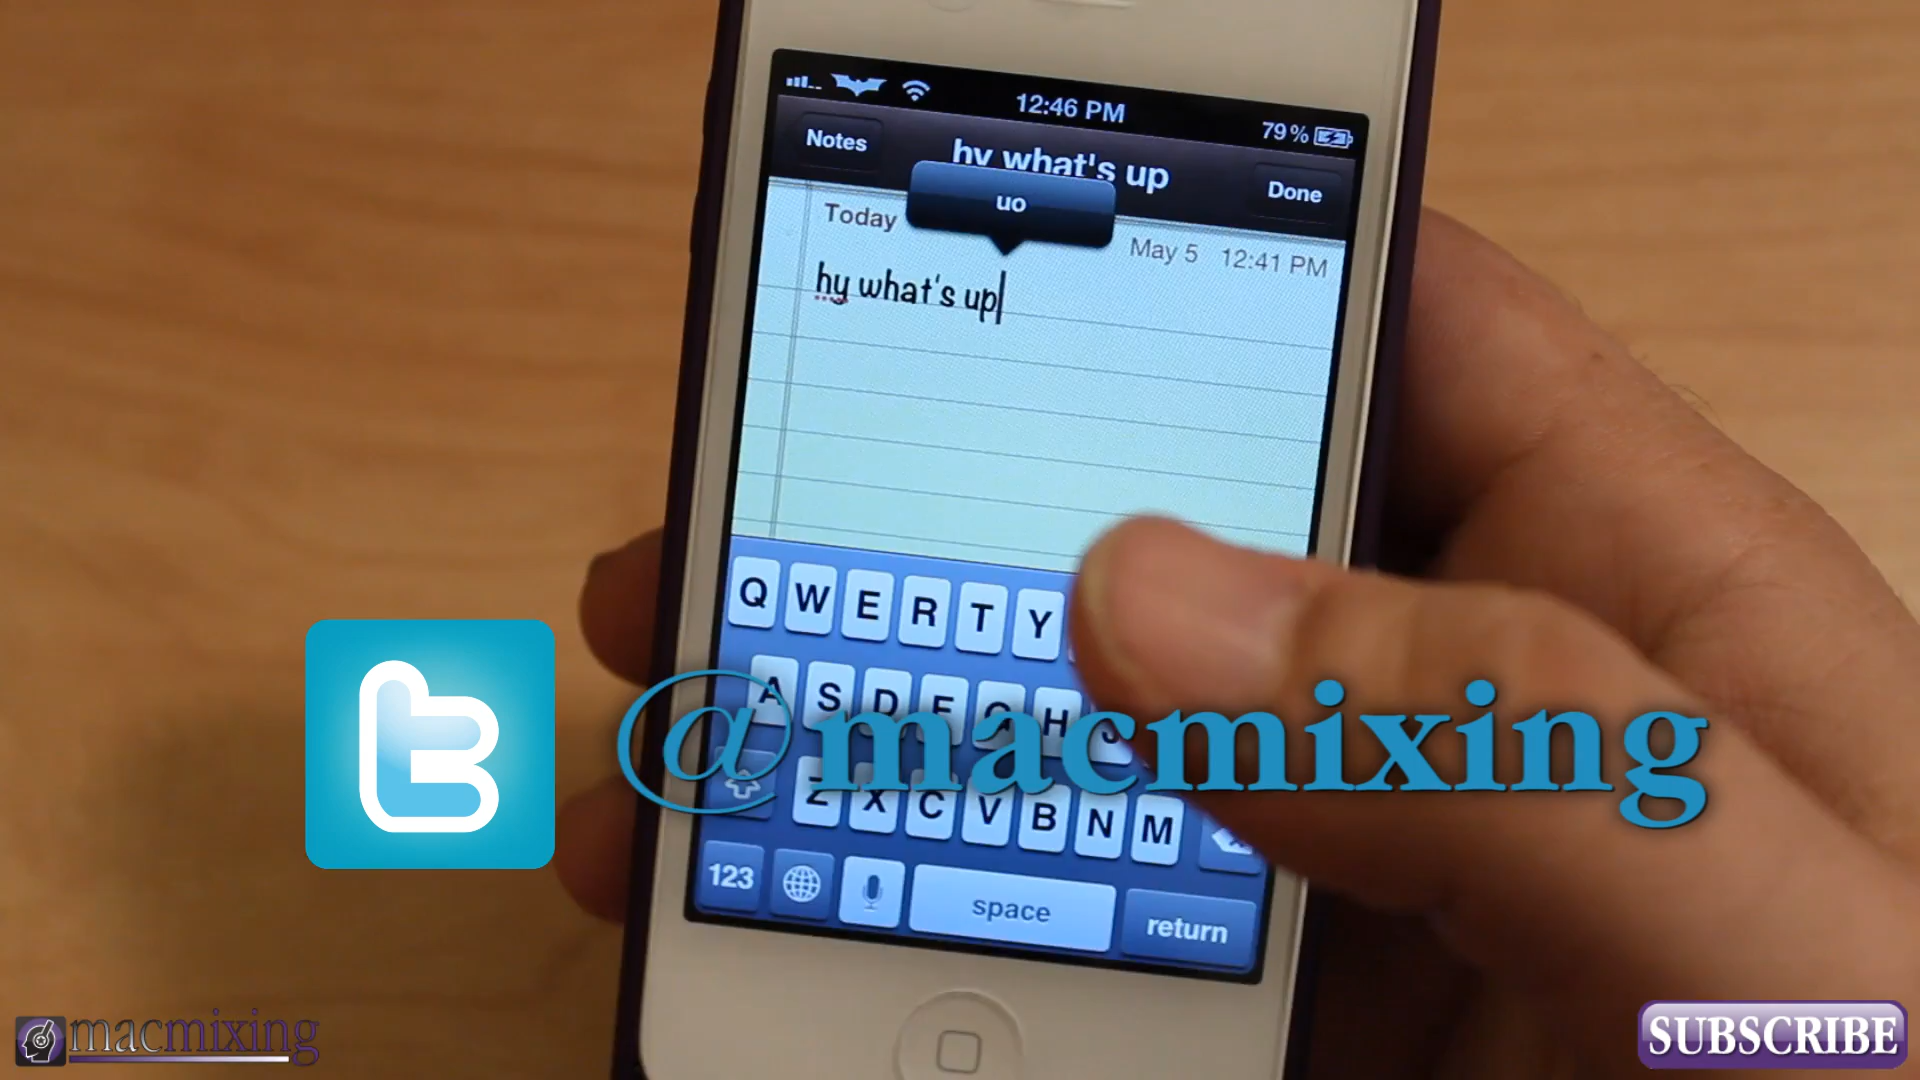 12:46 PM
79%
Notes
hy what's up
Done
uo
Today
May 5 12:41 PM
hy what's up
Q W E R T Y
A S D F G H J
Z X C V B N M
123
space
return
@macmixing
macmixing
SUBSCRIBE